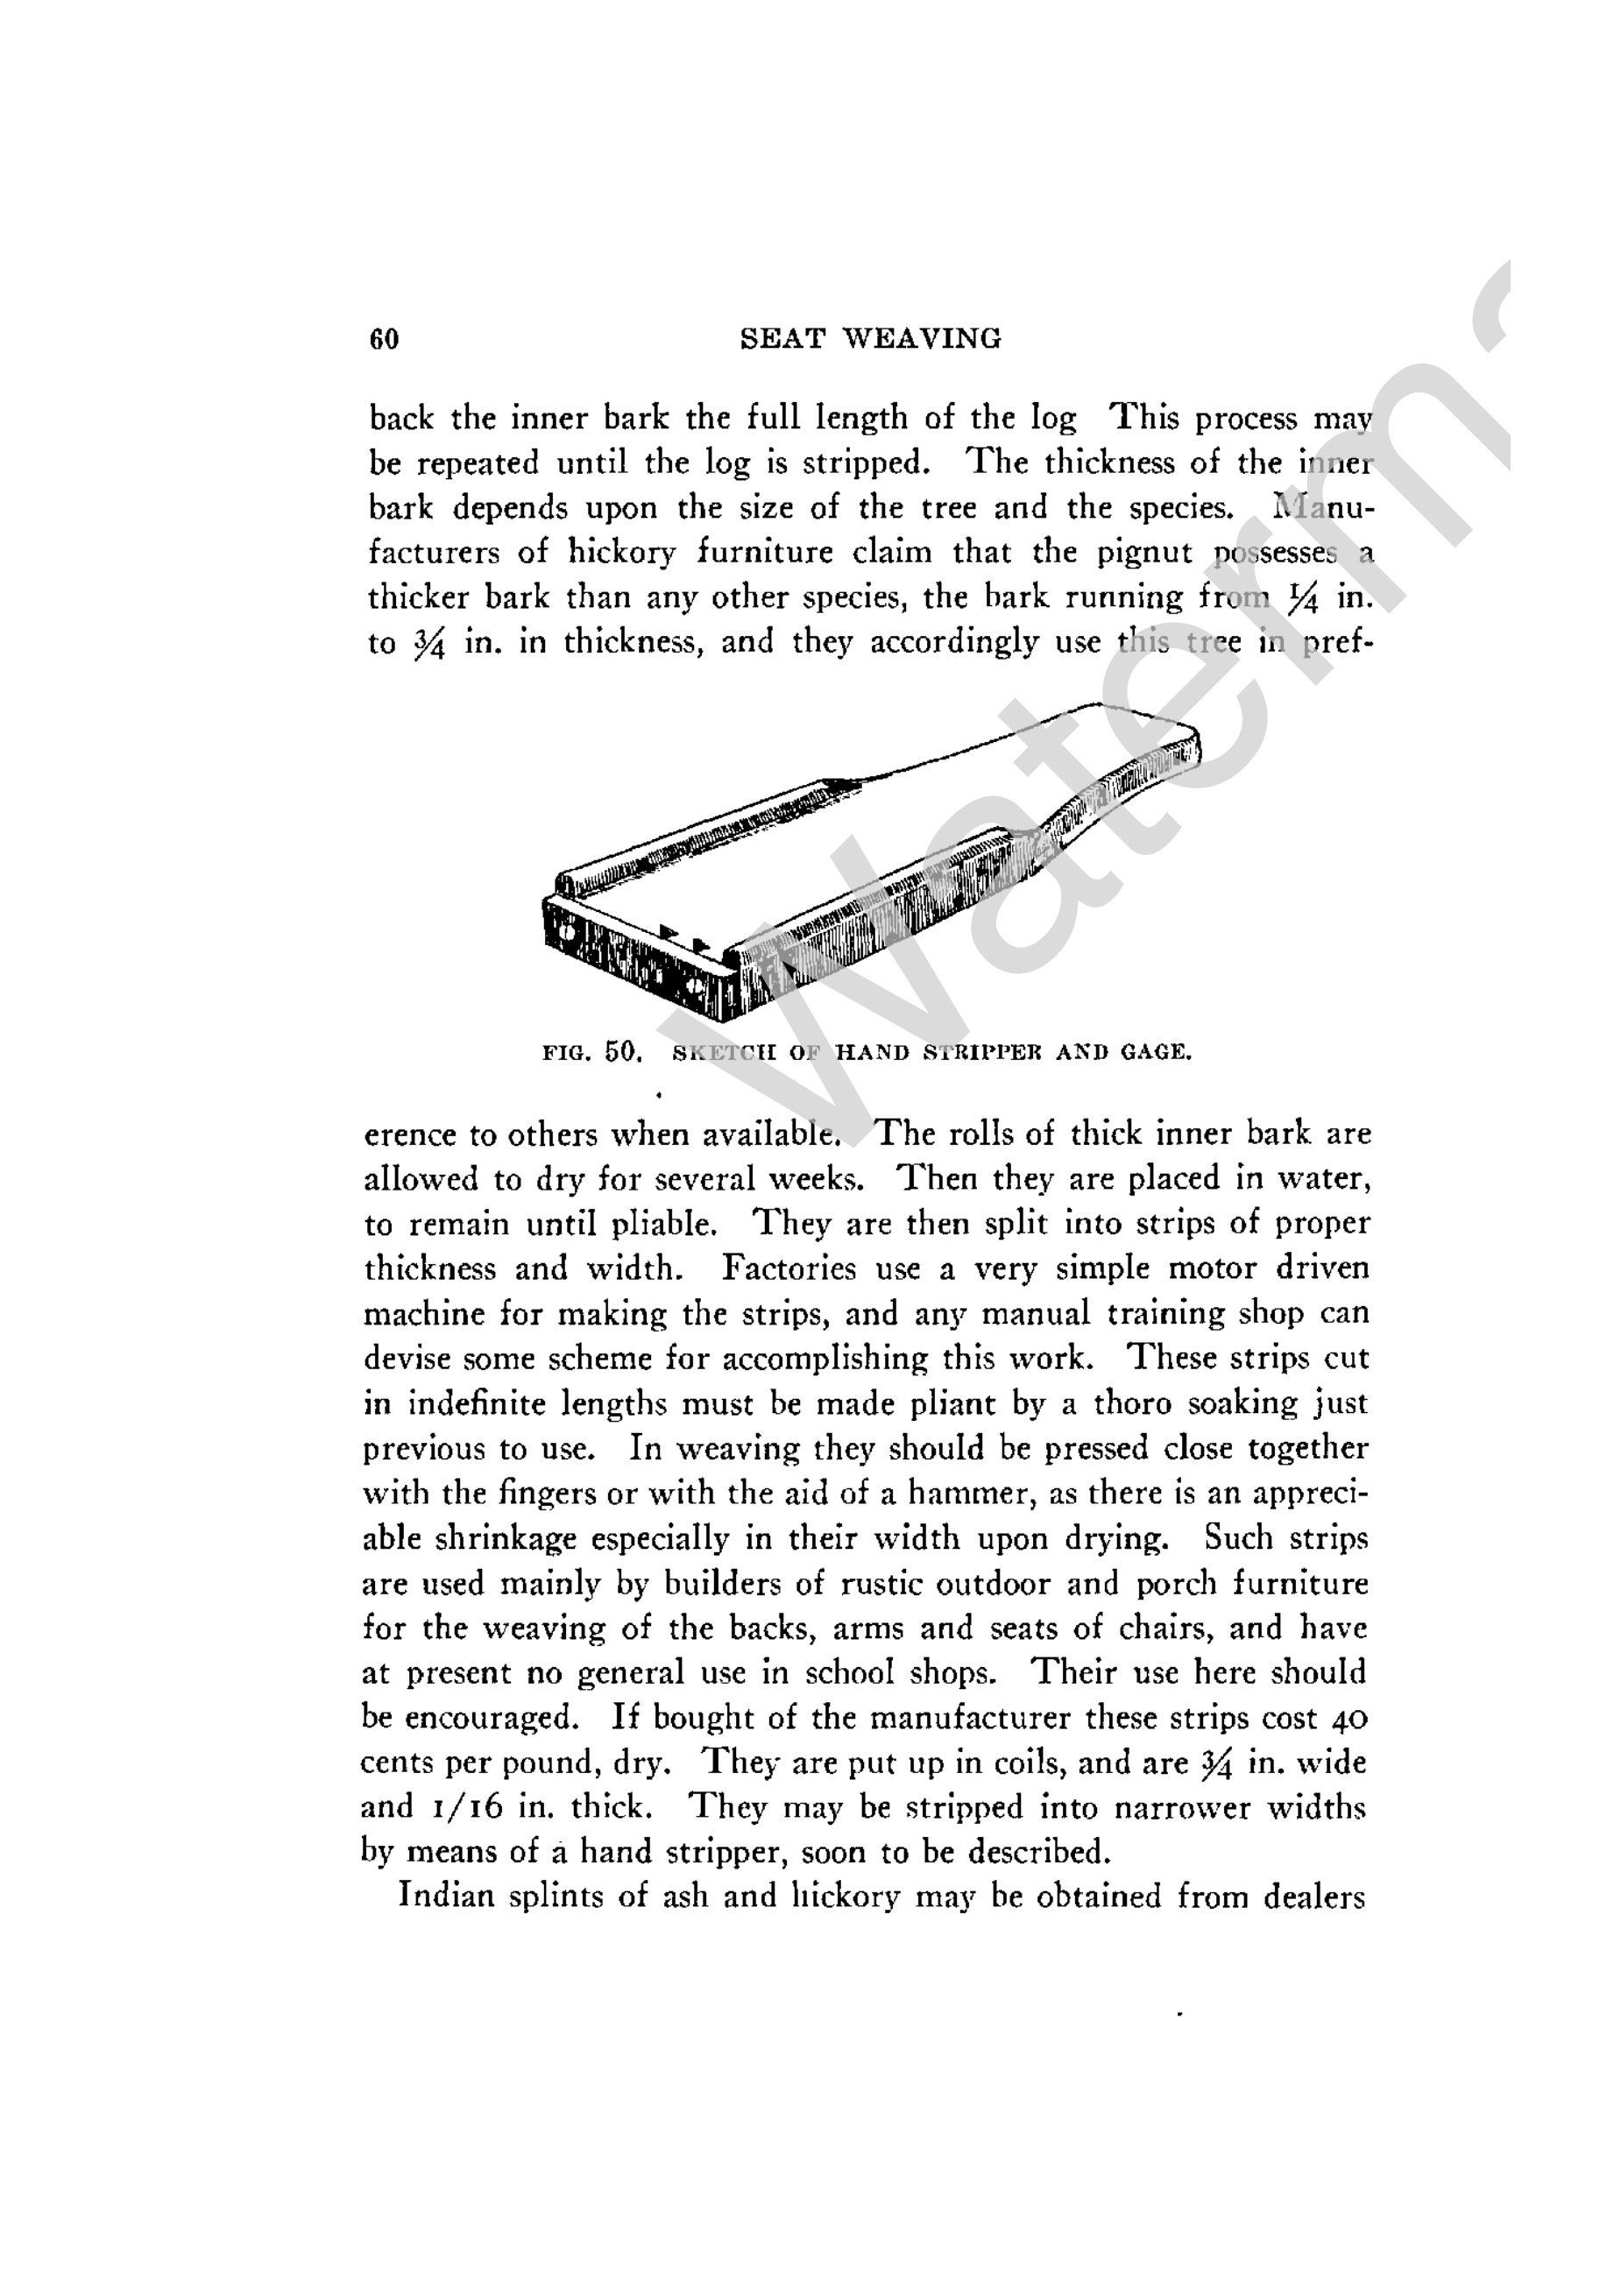 60 SEAT WEAVING
back the inner bark the full length of the log This process may
be repeated until the log is stripped. The thickness of the inner
bark depends upon the size of the tree and the species. Manu-
facturers of hickory furniture claim that the pignut possesses a
thicker bark than any other species, the bark running from ¼ in.
to ¾ in. in thickness, and they accordingly use this tree in pref-
FIG. 50. SKETCH OF HAND STRIPPER AND GAGE.
erence to others when available. The rolls of thick inner bark are
allowed to dry for several weeks. Then they are placed in water,
to remain until pliable. They are then split into strips of proper
thickness and width. Factories use a very simple motor driven
machine for making the strips, and any manual training shop can
devise some scheme for accomplishing this work. These strips cut
in indefinite lengths must be made pliant by a thoro soaking just
previous to use. In weaving they should be pressed close together
with the fingers or with the aid of a hammer, as there is an appreci-
able shrinkage especially in their width upon drying. Such strips
are used mainly by builders of rustic outdoor and porch furniture
for the weaving of the backs, arms and seats of chairs, and have
at present no general use in school shops. Their use here should
be encouraged. If bought of the manufacturer these strips cost 40
cents per pound, dry. They are put up in coils, and are ¾ in. wide
and 1/16 in. thick. They may be stripped into narrower widths
by means of a hand stripper, soon to be described.
Indian splints of ash and hickory may be obtained from dealers
Waterm